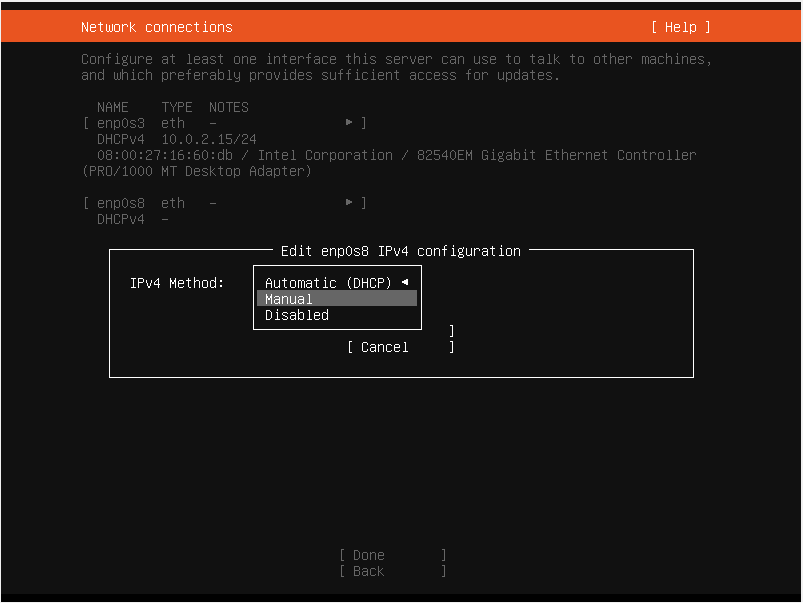 Network connections [ Help ]
Configure at least one interface this server can use to talk to other machines,
and which preferably provides sufficient access for updates.
NAME TYPE NOTES
[ enp0s3 eth - ▸ ]
DHCPv4 10.0.2.15/24
08:00:27:16:60:db / Intel Corporation / 82540EM Gigabit Ethernet Controller
(PRO/1000 MT Desktop Adapter)
[ enp0s8 eth - ▸ ]
DHCPv4 -
Edit enp0s8 IPv4 configuration
IPv4 Method: Automatic (DHCP) ◂
Manual
Disabled
]
[ Cancel ]
[ Done ]
[ Back ]